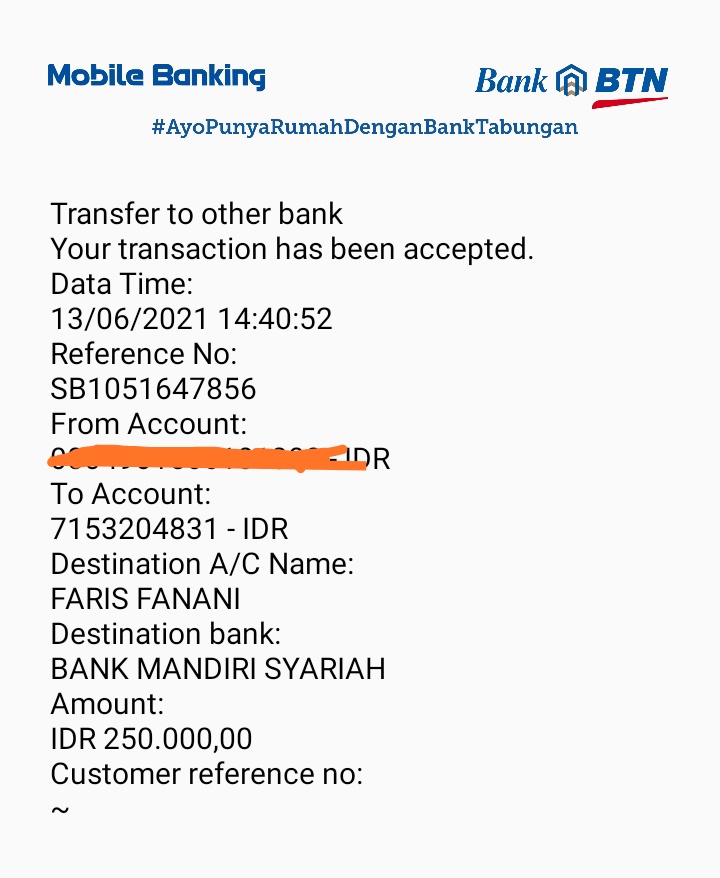 Mobile Banking
Bank BTN
#AyoPunyaRumahDenganBankTabungan
Transfer to other bank
Your transaction has been accepted.
Data Time:
13/06/2021 14:40:52
Reference No:
SB1051647856
From Account:
- IDR
To Account:
7153204831 - IDR
Destination A/C Name:
FARIS FANANI
Destination bank:
BANK MANDIRI SYARIAH
Amount:
IDR 250.000,00
Customer reference no:
~